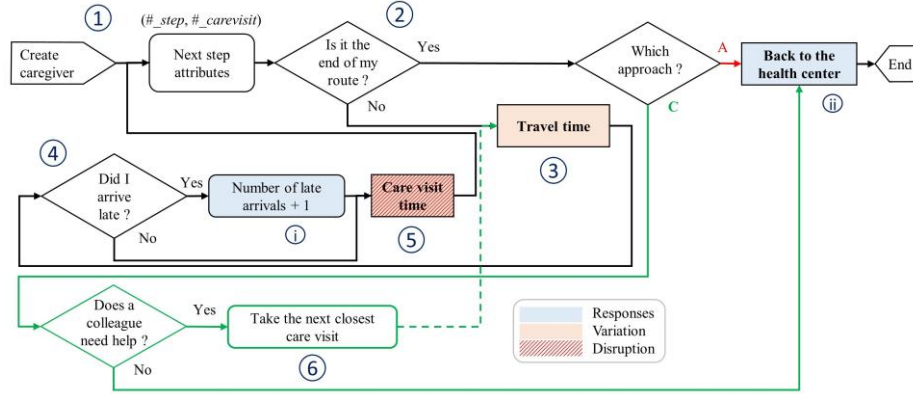 ①
(#_step, #_carevisit)
②
Create
caregiver
Next step
attributes
Is it the
end of my
route ?
Yes
No
Which
approach ?
A
C
Back to the
health center
ii
End
Travel time
③
④
Did I
arrive
late ?
Yes
No
Number of late
arrivals + 1
i
Care visit
time
⑤
Does a
colleague
need help ?
Yes
No
Take the next closest
care visit
⑥
Responses
Variation
Disruption